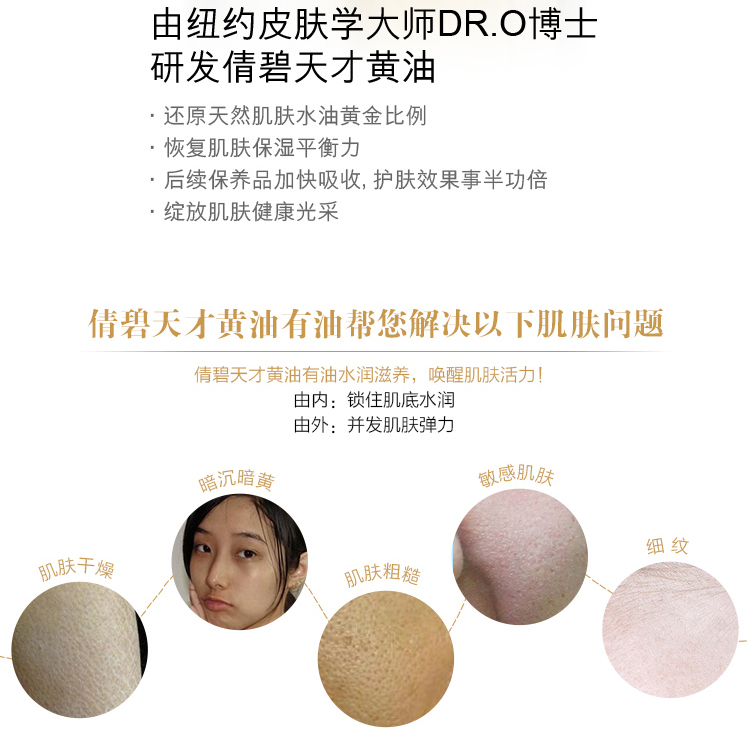 由纽约皮肤学大师DR.O博士
研发倩碧天才黄油
· 还原天然肌肤水油黄金比例
· 恢复肌肤保湿平衡力
· 后续保养品加快吸收, 护肤效果事半功倍
· 绽放肌肤健康光采
倩碧天才黄油有油帮您解决以下肌肤问题
倩碧天才黄油有油水润滋养，唤醒肌肤活力！
由内：锁住肌底水润
由外：并发肌肤弹力
肌肤干燥
暗沉暗黄
肌肤粗糙
敏感肌肤
细 纹